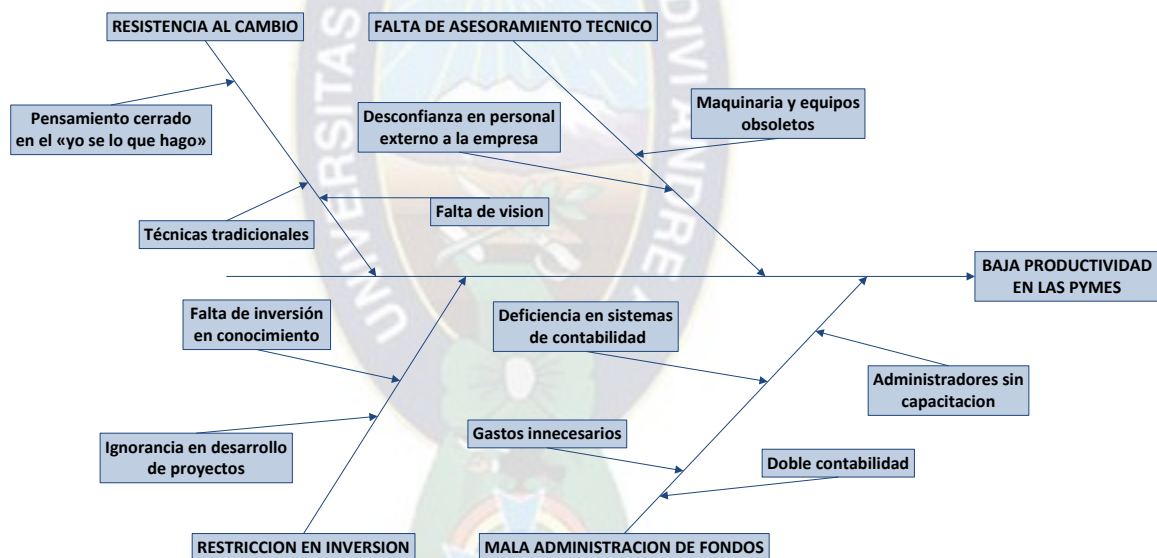 RESISTENCIA AL CAMBIO
FALTA DE ASESORAMIENTO TECNICO
Pensamiento cerrado
en el «yo se lo que hago»
Desconfianza en personal
externo a la empresa
Maquinaria y equipos
obsoletos
Técnicas tradicionales
Falta de vision
BAJA PRODUCTIVIDAD
EN LAS PYMES
Falta de inversión
en conocimiento
Deficiencia en sistemas
de contabilidad
Administradores sin
capacitacion
Ignorancia en desarrollo
de proyectos
Gastos innecesarios
Doble contabilidad
RESTRICCION EN INVERSION
MALA ADMINISTRACION DE FONDOS
UNIVERSITAS
DIVI ANDRE